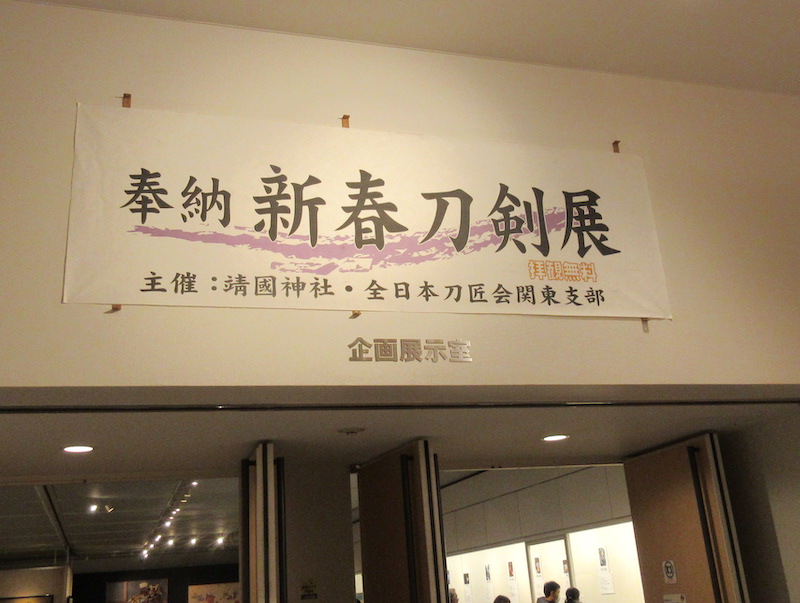 奉納 新春刀剣展
拝観無料
主催：靖國神社・全日本刀匠会関東支部
企画展示室